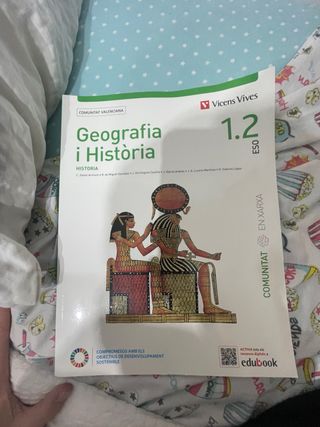 COMUNITAT VALENCIANA
Vicens Vives
Geografia
i Història
HISTÒRIA
1.2
ESO
COMUNITAT
EN XARXA
COMPROMESOS AMB ELS
OBJECTIUS DE DESENVOLUPAMENT
SOSTENIBLE
ACTIVA
edubook